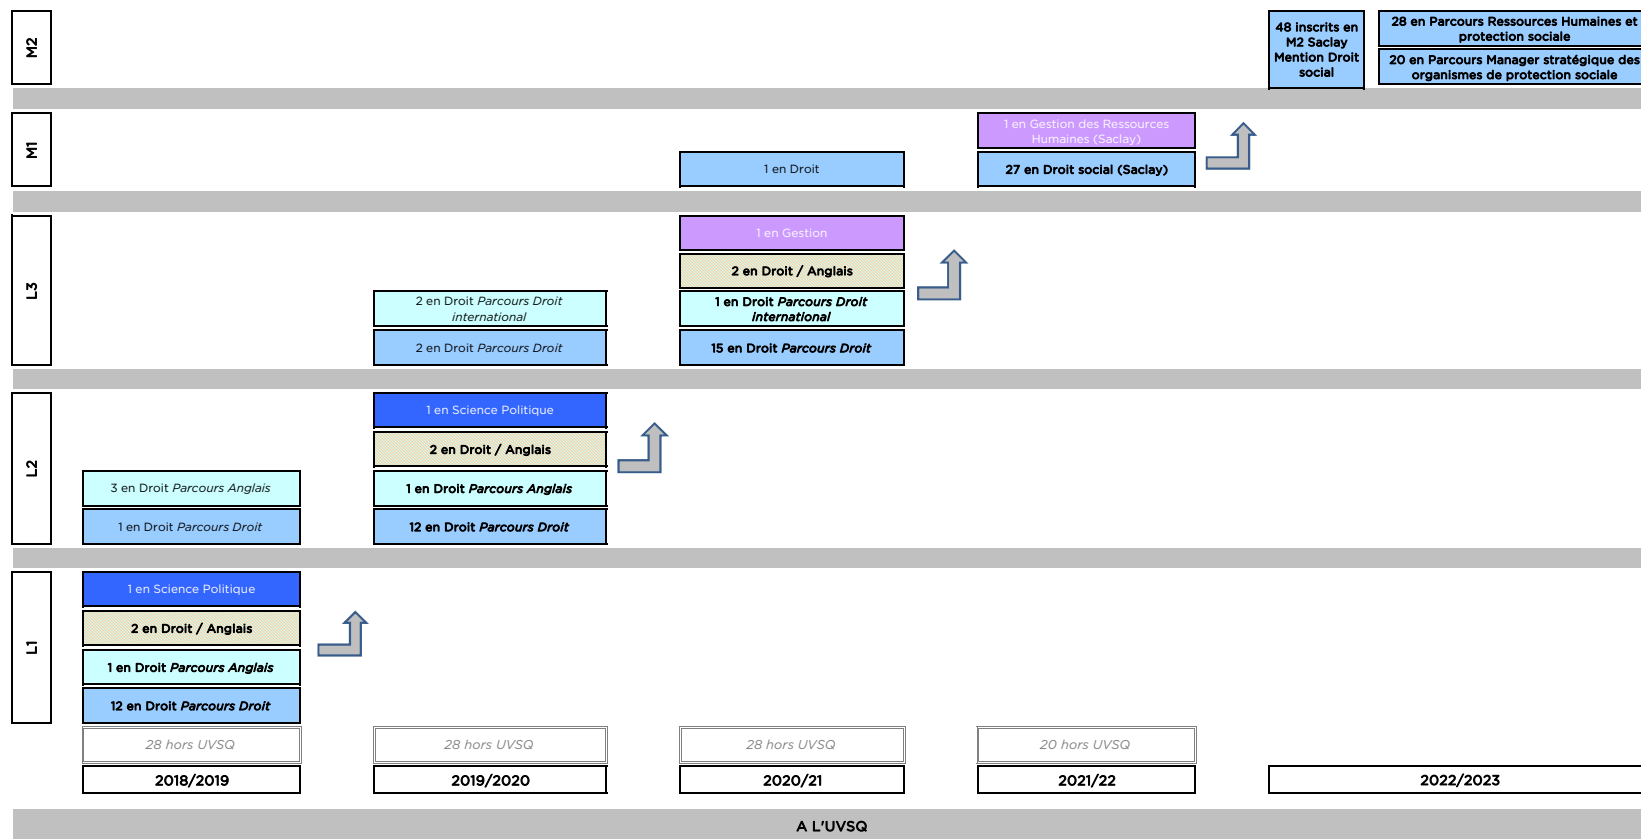 M2
48 inscrits en
M2 Saclay
Mention Droit
social
28 en Parcours Ressources Humaines et
protection sociale
20 en Parcours Manager stratégique des
organismes de protection sociale
M1
1 en Droit
1 en Gestion des Ressources
Humaines (Saclay)
27 en Droit social (Saclay)
L3
2 en Droit Parcours Droit
international
2 en Droit Parcours Droit
1 en Gestion
2 en Droit / Anglais
1 en Droit Parcours Droit
international
15 en Droit Parcours Droit
L2
3 en Droit Parcours Anglais
1 en Droit Parcours Droit
1 en Science Politique
2 en Droit / Anglais
1 en Droit Parcours Anglais
12 en Droit Parcours Droit
L1
1 en Science Politique
2 en Droit / Anglais
1 en Droit Parcours Anglais
12 en Droit Parcours Droit
28 hors UVSQ
28 hors UVSQ
28 hors UVSQ
20 hors UVSQ
2018/2019
2019/2020
2020/21
2021/22
2022/2023
A L'UVSQ